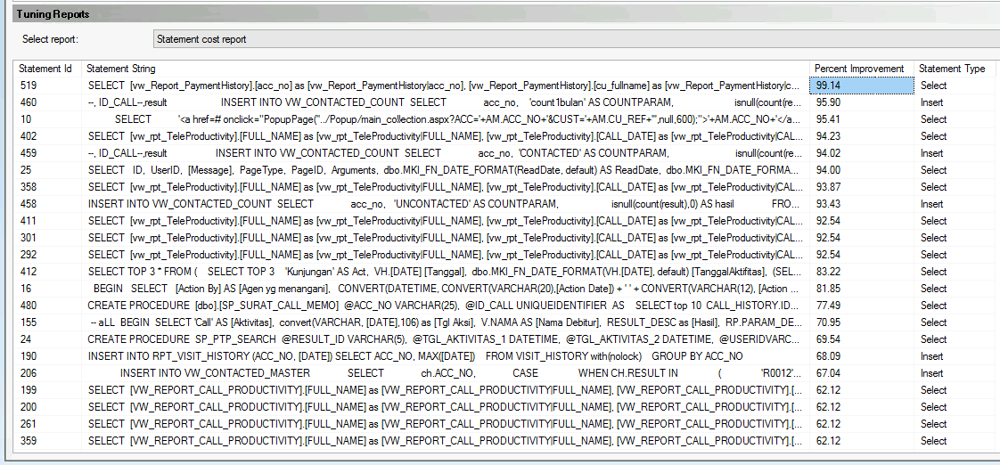 Tuning Reports
Select report: Statement cost report
Statement Id Statement String Percent Improvement Statement Type
519 SELECT [vw_Report_PaymentHistory].[acc_no] as [vw_Report_PaymentHistory|acc_no], [vw_Report_PaymentHistory].[cu_fullname] as [vw_Report_PaymentHistory|c... 99.14 Select
460 --, ID_CALL--,result INSERT INTO VW_CONTACTED_COUNT SELECT acc_no, 'count1bulan' AS COUNTPARAM, isnull(count(re... 95.90 Insert
10 SELECT '<a href=# onclick="PopupPage("../Popup/main_collection.aspx?ACC='+AM.ACC_NO+'&CUST='+AM.CU_REF+'",null,600);">'+AM.ACC_NO+'</a... 95.41 Select
402 SELECT [vw_rpt_TeleProductivity].[FULL_NAME] as [vw_rpt_TeleProductivity|FULL_NAME], [vw_rpt_TeleProductivity].[CALL_DATE] as [vw_rpt_TeleProductivity|CAL... 94.23 Select
459 --, ID_CALL--,result INSERT INTO VW_CONTACTED_COUNT SELECT acc_no, 'CONTACTED' AS COUNTPARAM, isnull(count(re... 94.02 Insert
25 SELECT ID, UserID, [Message], PageType, PageID, Arguments, dbo.MKI_FN_DATE_FORMAT(ReadDate, default) AS ReadDate, dbo.MKI_FN_DATE_FORMA... 94.00 Select
358 SELECT [vw_rpt_TeleProductivity].[FULL_NAME] as [vw_rpt_TeleProductivity|FULL_NAME], [vw_rpt_TeleProductivity].[CALL_DATE] as [vw_rpt_TeleProductivity|CAL... 93.87 Select
458 INSERT INTO VW_CONTACTED_COUNT SELECT acc_no, 'UNCONTACTED' AS COUNTPARAM, isnull(count(result),0) AS hasil FRO... 93.43 Insert
411 SELECT [vw_rpt_TeleProductivity].[FULL_NAME] as [vw_rpt_TeleProductivity|FULL_NAME], [vw_rpt_TeleProductivity].[CALL_DATE] as [vw_rpt_TeleProductivity|CAL... 92.54 Select
301 SELECT [vw_rpt_TeleProductivity].[FULL_NAME] as [vw_rpt_TeleProductivity|FULL_NAME], [vw_rpt_TeleProductivity].[CALL_DATE] as [vw_rpt_TeleProductivity|CAL... 92.54 Select
292 SELECT [vw_rpt_TeleProductivity].[FULL_NAME] as [vw_rpt_TeleProductivity|FULL_NAME], [vw_rpt_TeleProductivity].[CALL_DATE] as [vw_rpt_TeleProductivity|CAL... 92.54 Select
412 SELECT TOP 3 * FROM ( SELECT TOP 3 'Kunjungan' AS Act, VH.[DATE] [Tanggal], dbo.MKI_FN_DATE_FORMAT(VH.[DATE], default) [TanggalAktifitas], (SEL... 83.22 Select
16 BEGIN SELECT [Action By] AS [Agen yg menangani], CONVERT(DATETIME, CONVERT(VARCHAR(20),[Action Date]) + ' ' + CONVERT(VARCHAR(12), [Action ... 81.85 Select
480 CREATE PROCEDURE [dbo].[SP_SURAT_CALL_MEMO] @ACC_NO VARCHAR(25), @ID_CALL UNIQUEIDENTIFIER AS SELECT top 10 CALL_HISTORY.ID... 77.49 Select
155 -- aLL BEGIN SELECT 'Call' AS [Aktivitas], convert(VARCHAR, [DATE],106) as [Tgl Aksi], V.NAMA AS [Nama Debitur], RESULT_DESC as [Hasil], RP.PARAM_DE... 70.95 Select
24 CREATE PROCEDURE SP_PTP_SEARCH @RESULT_ID VARCHAR(5), @TGL_AKTIVITAS_1 DATETIME, @TGL_AKTIVITAS_2 DATETIME, @USERIDVARC... 69.54 Select
190 INSERT INTO RPT_VISIT_HISTORY (ACC_NO, [DATE]) SELECT ACC_NO, MAX([DATE]) FROM VISIT_HISTORY with(nolock) GROUP BY ACC_NO 68.09 Insert
206 INSERT INTO VW_CONTACTED_MASTER SELECT ch.ACC_NO, CASE WHEN CH.RESULT IN ( 'R0012'... 67.04 Insert
199 SELECT [VW_REPORT_CALL_PRODUCTIVITY].[FULL_NAME] as [VW_REPORT_CALL_PRODUCTIVITY|FULL_NAME], [VW_REPORT_CALL_PRODUCTIVITY].[... 62.12 Select
200 SELECT [VW_REPORT_CALL_PRODUCTIVITY].[FULL_NAME] as [VW_REPORT_CALL_PRODUCTIVITY|FULL_NAME], [VW_REPORT_CALL_PRODUCTIVITY].[... 62.12 Select
261 SELECT [VW_REPORT_CALL_PRODUCTIVITY].[FULL_NAME] as [VW_REPORT_CALL_PRODUCTIVITY|FULL_NAME], [VW_REPORT_CALL_PRODUCTIVITY].[... 62.12 Select
359 SELECT [VW_REPORT_CALL_PRODUCTIVITY].[FULL_NAME] as [VW_REPORT_CALL_PRODUCTIVITY|FULL_NAME], [VW_REPORT_CALL_PRODUCTIVITY].[... 62.12 Select